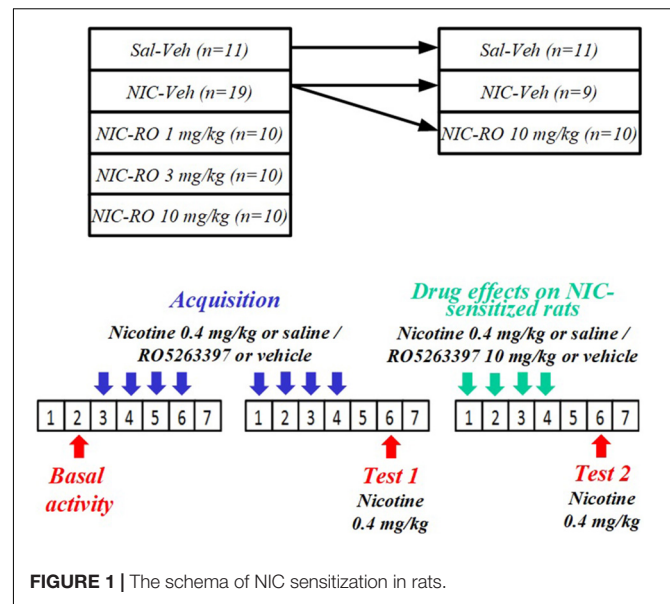 Sal-Veh (n=11)
NIC-Veh (n=19)
NIC-RO 1 mg/kg (n=10)
NIC-RO 3 mg/kg (n=10)
NIC-RO 10 mg/kg (n=10)
Sal-Veh (n=11)
NIC-Veh (n=9)
NIC-RO 10 mg/kg (n=10)
Acquisition
Nicotine 0.4 mg/kg or saline /
RO5263397 or vehicle
Drug effects on NIC-
sensitized rats
Nicotine 0.4 mg/kg or saline /
RO5263397 10 mg/kg or vehicle
1 2 3 4 5 6 7
1 2 3 4 5 6 7
1 2 3 4 5 6 7
Basal
activity
Test 1
Nicotine
0.4 mg/kg
Test 2
Nicotine
0.4 mg/kg
FIGURE 1 | The schema of NIC sensitization in rats.